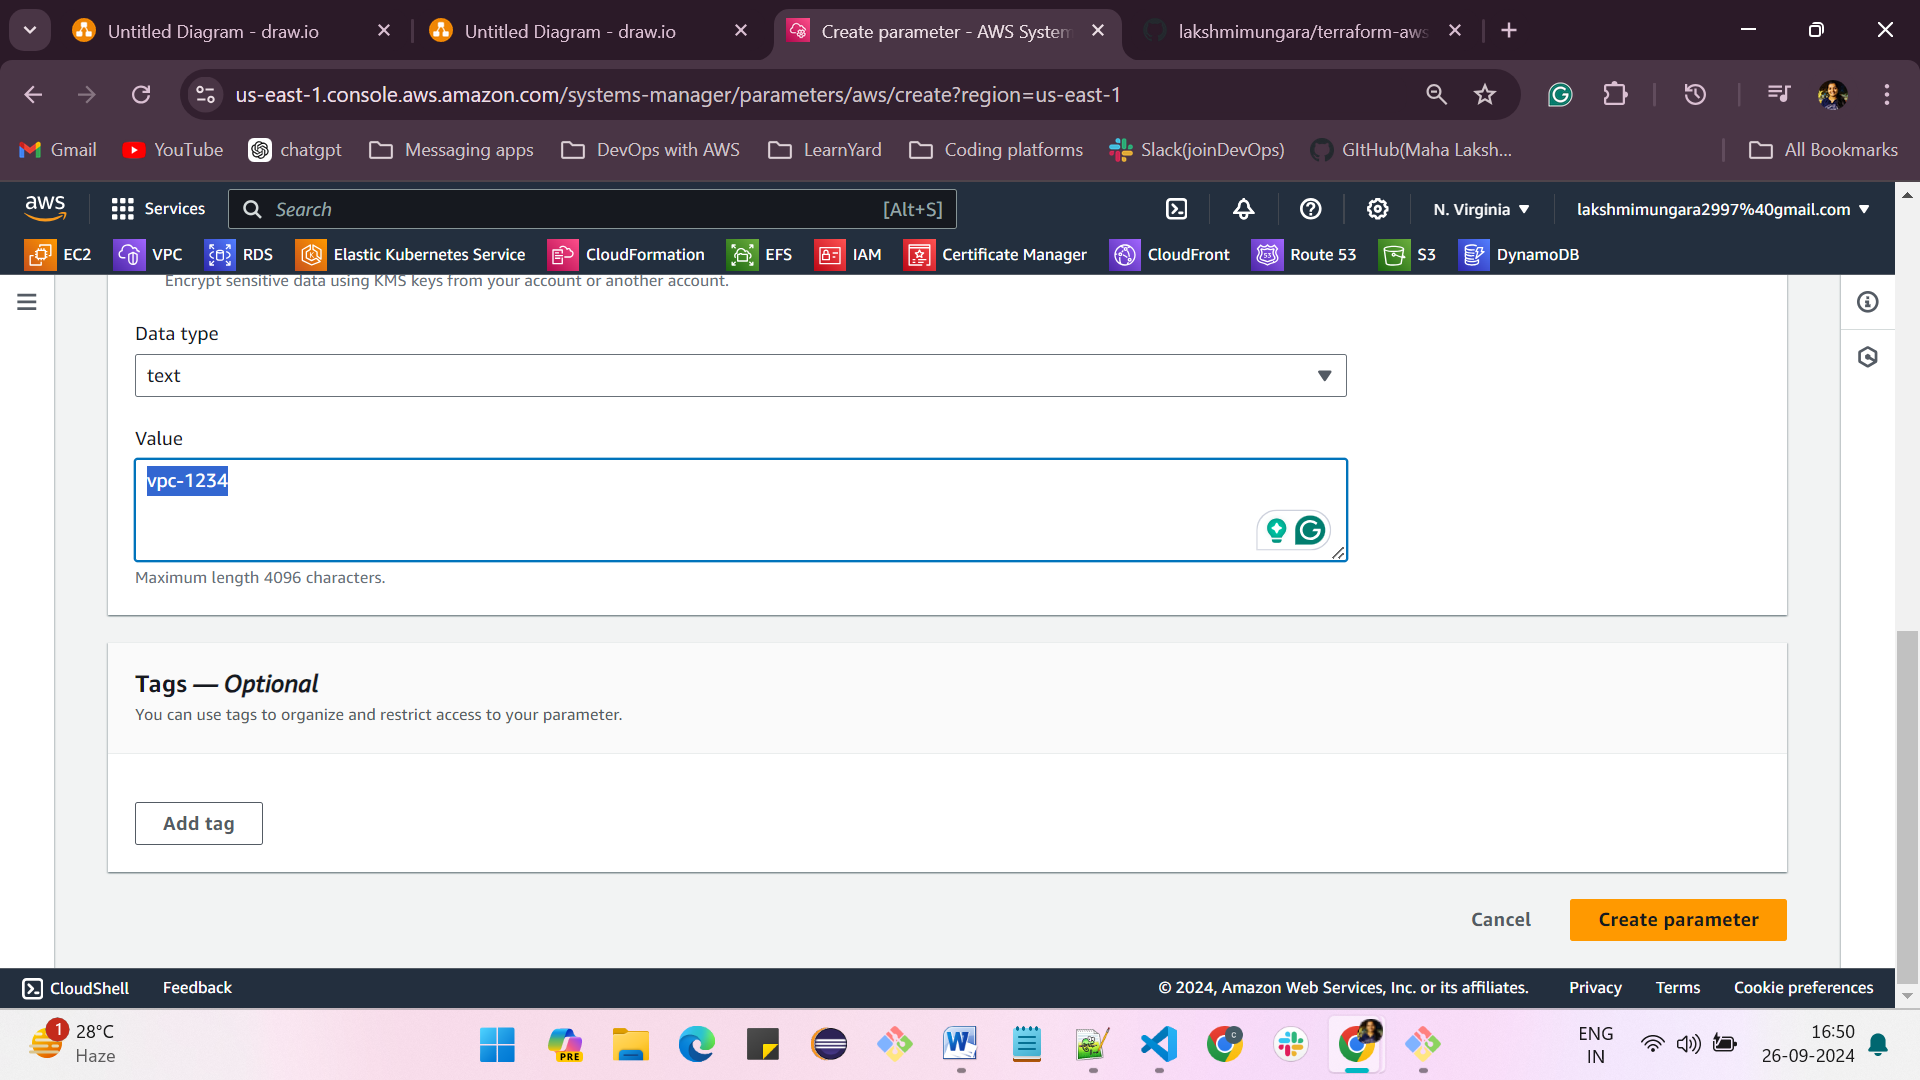 Untitled Diagram - draw.io
Untitled Diagram - draw.io
Create parameter - AWS System
lakshmimungara/terraform-aws
us-east-1.console.aws.amazon.com/systems-manager/parameters/aws/create?region=us-east-1
Gmail
YouTube
chatgpt
Messaging apps
DevOps with AWS
LearnYard
Coding platforms
Slack(joinDevOps)
GItHub(Maha Laksh...
All Bookmarks
aws
Services
Search
[Alt+S]
N. Virginia
lakshmimungara2997%40gmail.com
EC2
VPC
RDS
Elastic Kubernetes Service
CloudFormation
EFS
IAM
Certificate Manager
CloudFront
Route 53
S3
DynamoDB
Encrypt sensitive data using KMS keys from your account or another account.
Data type
text
Value
vpc-1234
Maximum length 4096 characters.
Tags — Optional
You can use tags to organize and restrict access to your parameter.
Add tag
Cancel
Create parameter
CloudShell
Feedback
© 2024, Amazon Web Services, Inc. or its affiliates.
Privacy
Terms
Cookie preferences
1
28°C
Haze
PRE
ENG
IN
16:50
26-09-2024